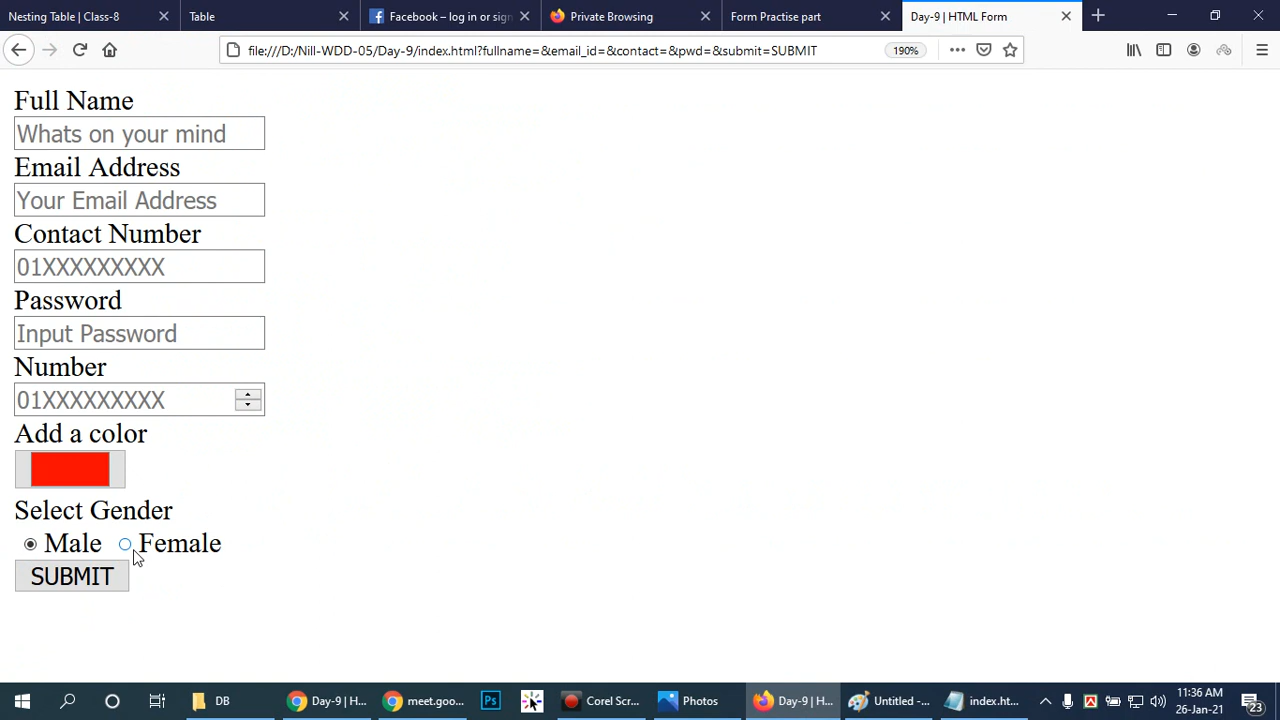 Nesting Table | Class-8
Table
Facebook – log in or sign
Private Browsing
Form Practise part
Day-9 | HTML Form
file:///D:/Nill-WDD-05/Day-9/index.html?fullname=&email_id=&contact=&pwd=&submit=SUBMIT
190%
Full Name
Whats on your mind
Email Address
Your Email Address
Contact Number
01XXXXXXXXX
Password
Input Password
Number
01XXXXXXXXX
Add a color
Select Gender
Male Female
SUBMIT
DB
Day-9 | H...
meet.goo...
Ps
Corel Scr...
Photos
Day-9 | H...
Untitled -...
index.ht...
11:36 AM
26-Jan-21
23